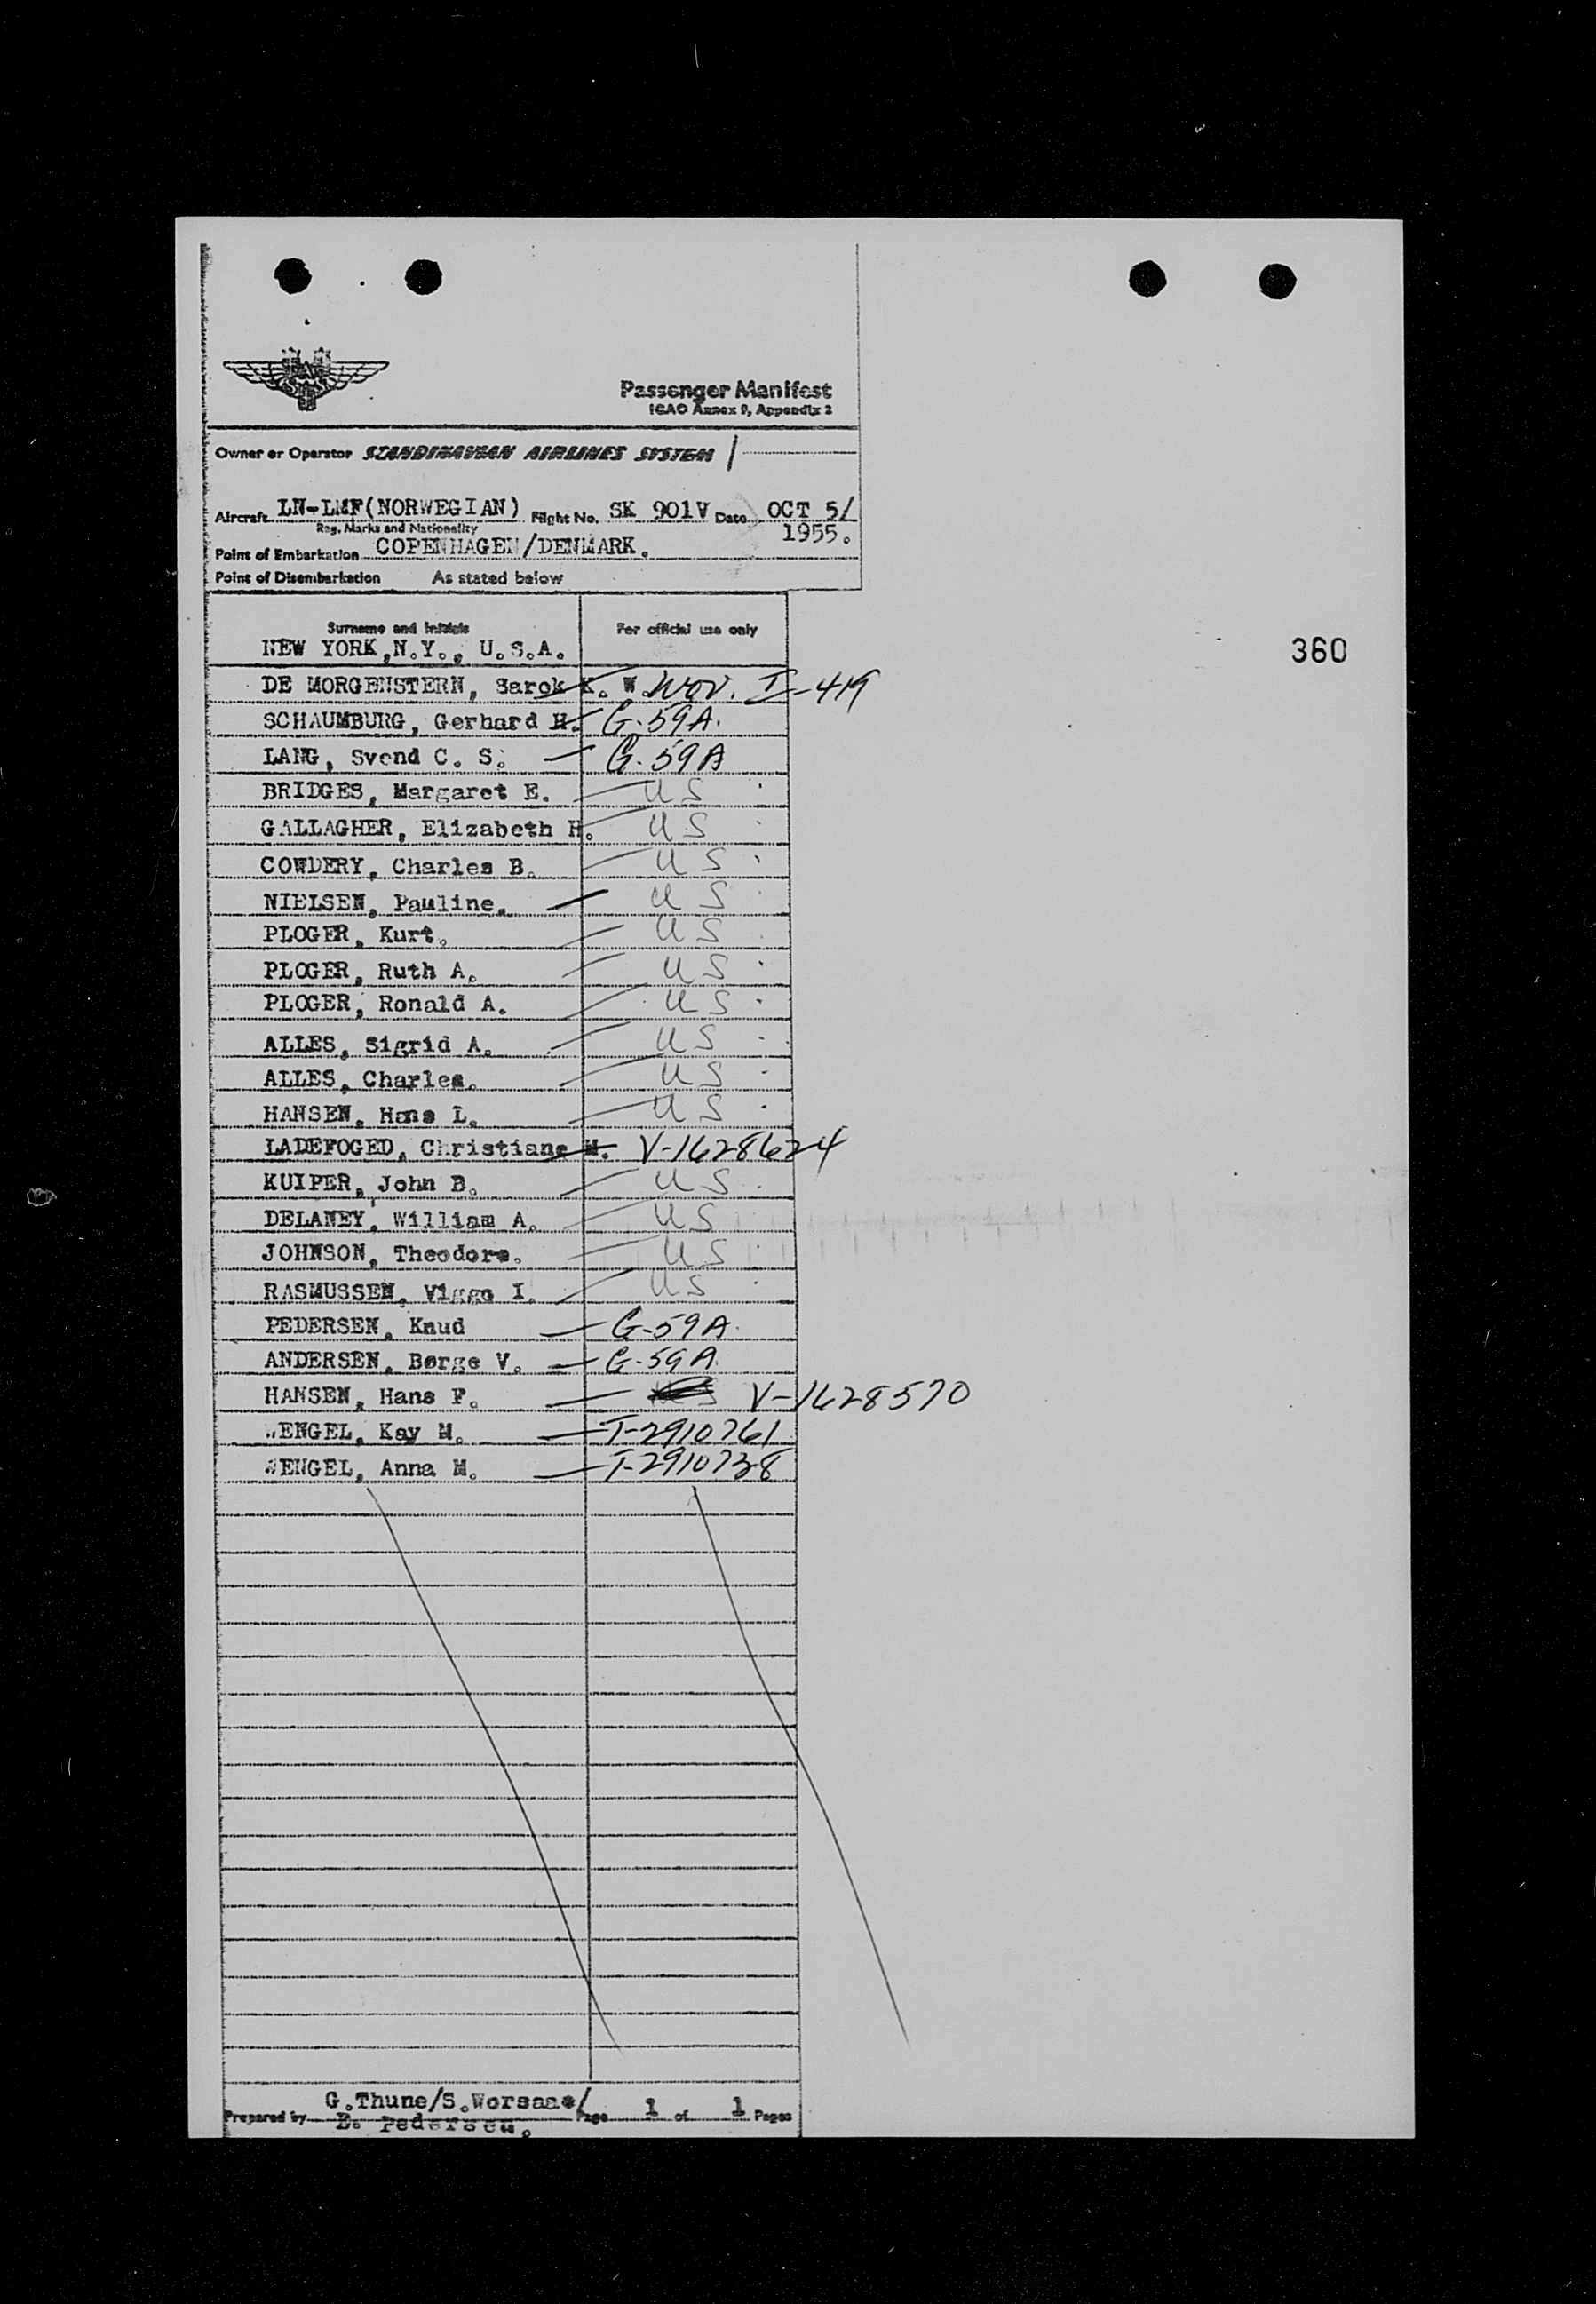 Passenger Manifest
ICAO Annex 9, Appendix 2
Owner or Operator SCANDINAVIAN AIRLINES SYSTEM /
Aircraft LN-LMF(NORWEGIAN) Flight No. SK 901V Date OCT 5/
Reg. Marks and Nationality 1955.
Point of Embarkation COPENHAGEN/DENMARK.
Point of Disembarkation As stated below
Surname and Initials For official use only
NEW YORK,N.Y., U.S.A.
360
DE MORGENSTERN, Sarok K. W. Wov. I-419
SCHAUMBURG, Gerhard H. G-59A.
LANG, Svend C. S. G-59A
BRIDGES, Margaret E. US
GALLAGHER, Elizabeth H. US
COWDERY, Charles B. US
NIELSEN, Pauline. US
PLOGER, Kurt. US
PLOGER, Ruth A. US
PLOGER, Ronald A. US
ALLES, Sigrid A. US
ALLES, Charles. US
HANSEN, Hans L. US
LADEFOGED, Christiane M. V-1628624
KUIPER, John B. US
DELANEY, William A. US
JOHNSON, Theodore. US
RASMUSSEN, Viggo I. US
PEDERSEN, Knud G-59A.
ANDERSEN, Børge V. G-59A.
HANSEN, Hans F. V-1628570
WENGEL, Kay M. T-2910761
WENGEL, Anna M. T-2910738
G.Thune/S.Worsaae/
Prepared by E. Pedersen. Page 1 of 1 Pages